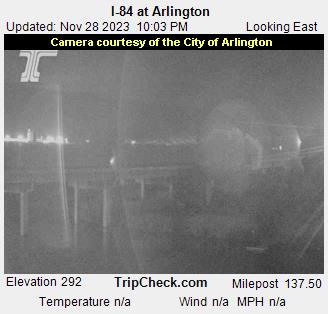 I-84 at Arlington
Updated: Nov 28 2023 10:03 PM Looking East
Camera courtesy of the City of Arlington
Elevation 292 TripCheck.com Milepost 137.50
Temperature n/a Wind n/a MPH n/a